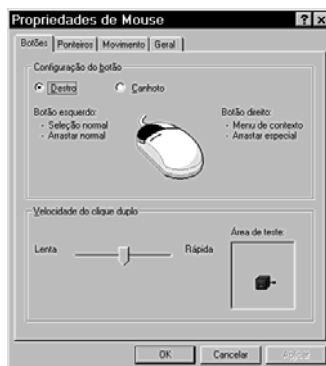 Propriedades de Mouse ? x
Botões Ponteiros Movimento Geral
Configuração do botão
Destro Canhoto
Botão esquerdo:
- Seleção normal
- Arrastar normal
Botão direito:
- Menu de contexto
- Arrastar especial
Velocidade do clique duplo
Área de teste:
Lenta Rápida
OK Cancelar Aplicar